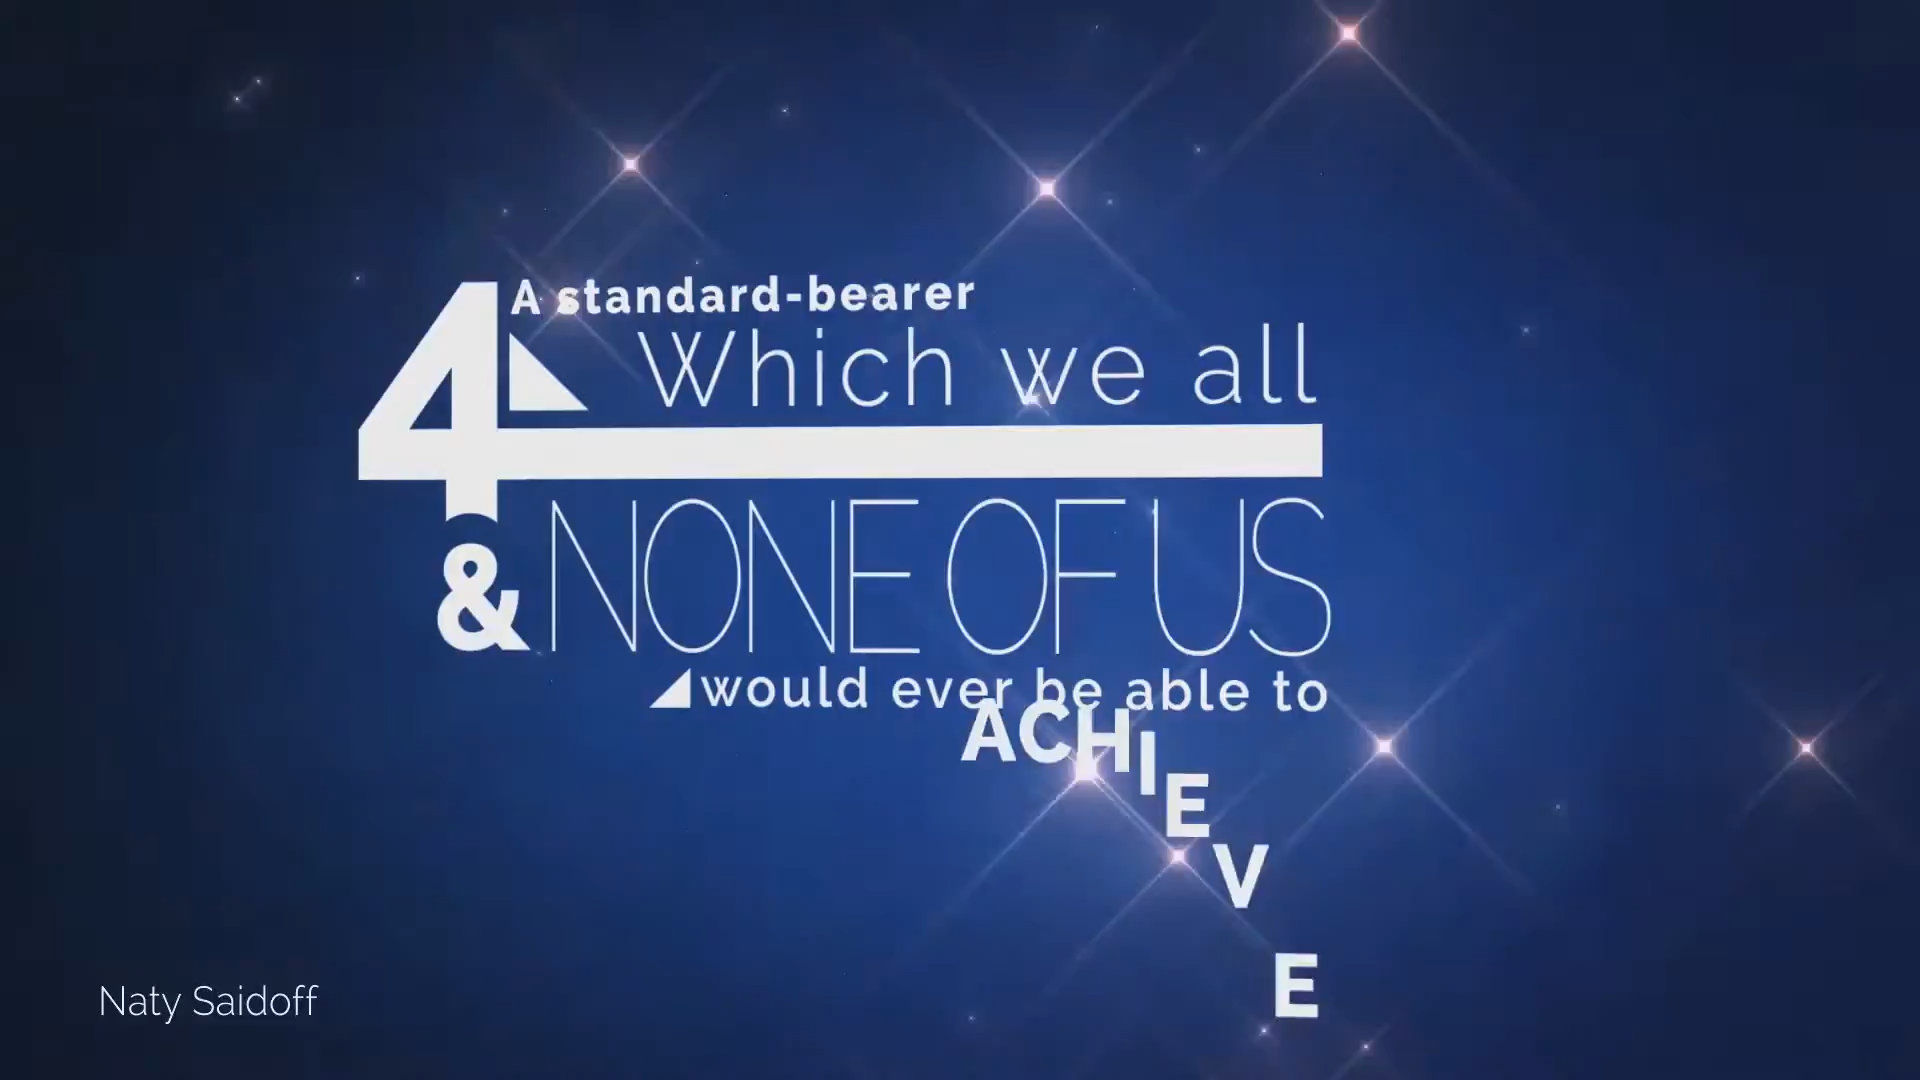 4 A standard-bearer
Which we all
& NONE OF US
would ever be able to
ACHIEVE
Naty Saidoff